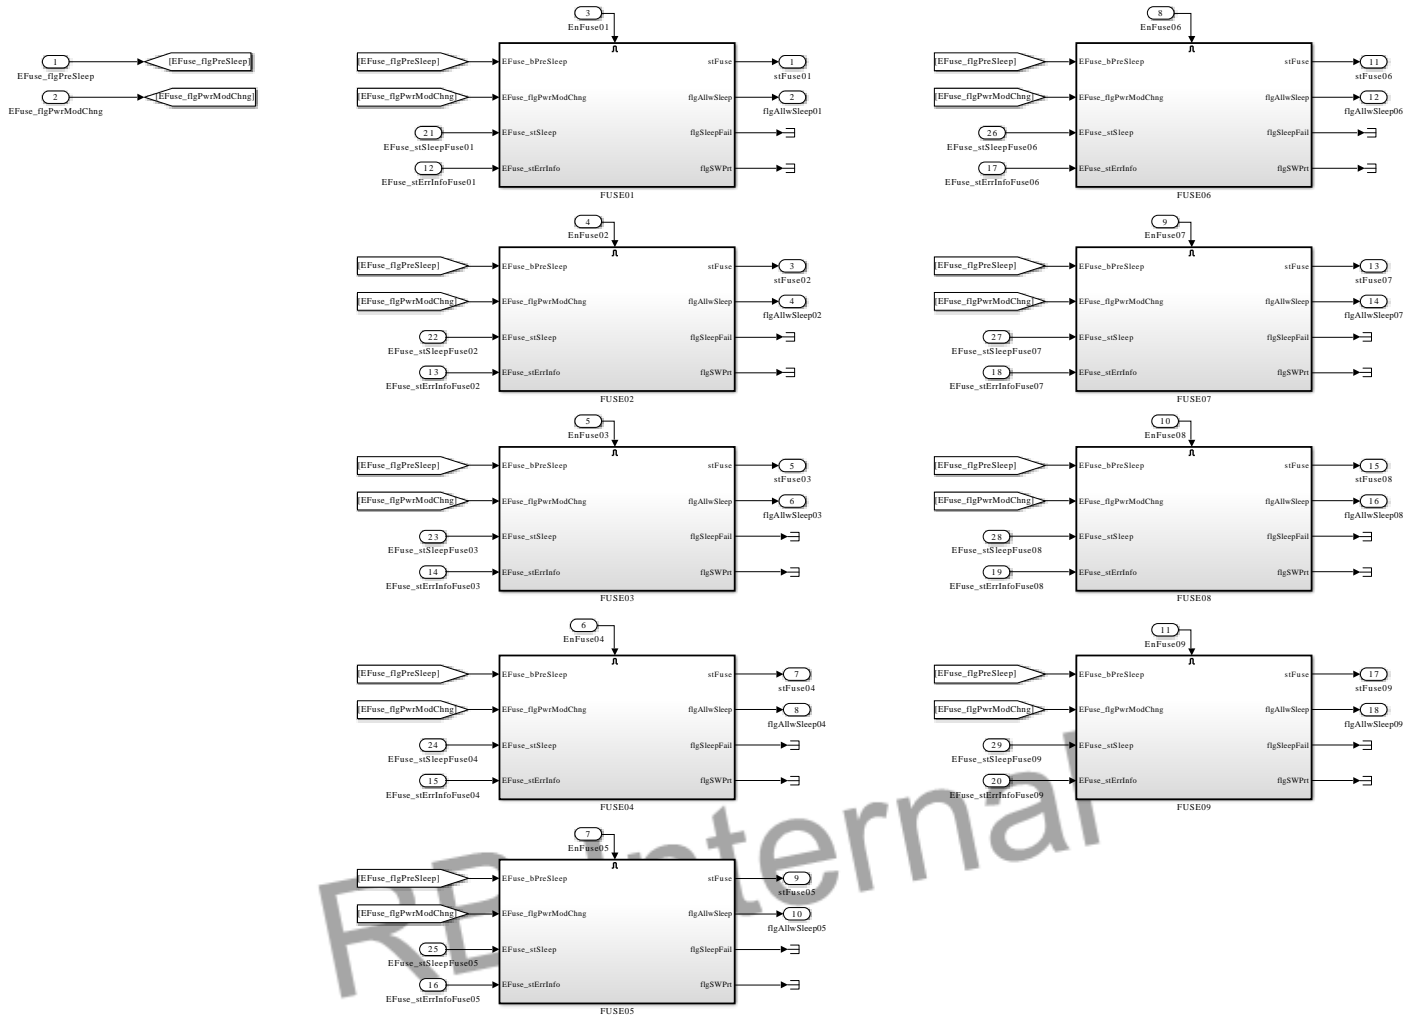 1
EFuse_flgPreSleep
[EFuse_flgPreSleep]
2
EFuse_flgPwrModChng
[EFuse_flgPwrModChng]
3
EnFuse01
[EFuse_flgPreSleep]
EFuse_bPreSleep
stFuse
1
stFuse01
[EFuse_flgPwrModChng]
EFuse_flgPwrModChng
flgAllwSleep
2
flgAllwSleep01
21
EFuse_stSleepFuse01
EFuse_stSleep
flgSleepFail
12
EFuse_stErrInfoFuse01
EFuse_stErrInfo
flgSWPrt
FUSE01
4
EnFuse02
[EFuse_flgPreSleep]
EFuse_bPreSleep
stFuse
3
stFuse02
[EFuse_flgPwrModChng]
EFuse_flgPwrModChng
flgAllwSleep
4
flgAllwSleep02
22
EFuse_stSleepFuse02
EFuse_stSleep
flgSleepFail
13
EFuse_stErrInfoFuse02
EFuse_stErrInfo
flgSWPrt
FUSE02
5
EnFuse03
[EFuse_flgPreSleep]
EFuse_bPreSleep
stFuse
5
stFuse03
[EFuse_flgPwrModChng]
EFuse_flgPwrModChng
flgAllwSleep
6
flgAllwSleep03
23
EFuse_stSleepFuse03
EFuse_stSleep
flgSleepFail
14
EFuse_stErrInfoFuse03
EFuse_stErrInfo
flgSWPrt
FUSE03
6
EnFuse04
[EFuse_flgPreSleep]
EFuse_bPreSleep
stFuse
7
stFuse04
[EFuse_flgPwrModChng]
EFuse_flgPwrModChng
flgAllwSleep
8
flgAllwSleep04
24
EFuse_stSleepFuse04
EFuse_stSleep
flgSleepFail
15
EFuse_stErrInfoFuse04
EFuse_stErrInfo
flgSWPrt
FUSE04
7
EnFuse05
[EFuse_flgPreSleep]
EFuse_bPreSleep
stFuse
9
stFuse05
[EFuse_flgPwrModChng]
EFuse_flgPwrModChng
flgAllwSleep
10
flgAllwSleep05
25
EFuse_stSleepFuse05
EFuse_stSleep
flgSleepFail
16
EFuse_stErrInfoFuse05
EFuse_stErrInfo
flgSWPrt
FUSE05
8
EnFuse06
[EFuse_flgPreSleep]
EFuse_bPreSleep
stFuse
11
stFuse06
[EFuse_flgPwrModChng]
EFuse_flgPwrModChng
flgAllwSleep
12
flgAllwSleep06
26
EFuse_stSleepFuse06
EFuse_stSleep
flgSleepFail
17
EFuse_stErrInfoFuse06
EFuse_stErrInfo
flgSWPrt
FUSE06
9
EnFuse07
[EFuse_flgPreSleep]
EFuse_bPreSleep
stFuse
13
stFuse07
[EFuse_flgPwrModChng]
EFuse_flgPwrModChng
flgAllwSleep
14
flgAllwSleep07
27
EFuse_stSleepFuse07
EFuse_stSleep
flgSleepFail
18
EFuse_stErrInfoFuse07
EFuse_stErrInfo
flgSWPrt
FUSE07
10
EnFuse08
[EFuse_flgPreSleep]
EFuse_bPreSleep
stFuse
15
stFuse08
[EFuse_flgPwrModChng]
EFuse_flgPwrModChng
flgAllwSleep
16
flgAllwSleep08
28
EFuse_stSleepFuse08
EFuse_stSleep
flgSleepFail
19
EFuse_stErrInfoFuse08
EFuse_stErrInfo
flgSWPrt
FUSE08
11
EnFuse09
[EFuse_flgPreSleep]
EFuse_bPreSleep
stFuse
17
stFuse09
[EFuse_flgPwrModChng]
EFuse_flgPwrModChng
flgAllwSleep
18
flgAllwSleep09
29
EFuse_stSleepFuse09
EFuse_stSleep
flgSleepFail
20
EFuse_stErrInfoFuse09
EFuse_stErrInfo
flgSWPrt
FUSE09
RB Internal